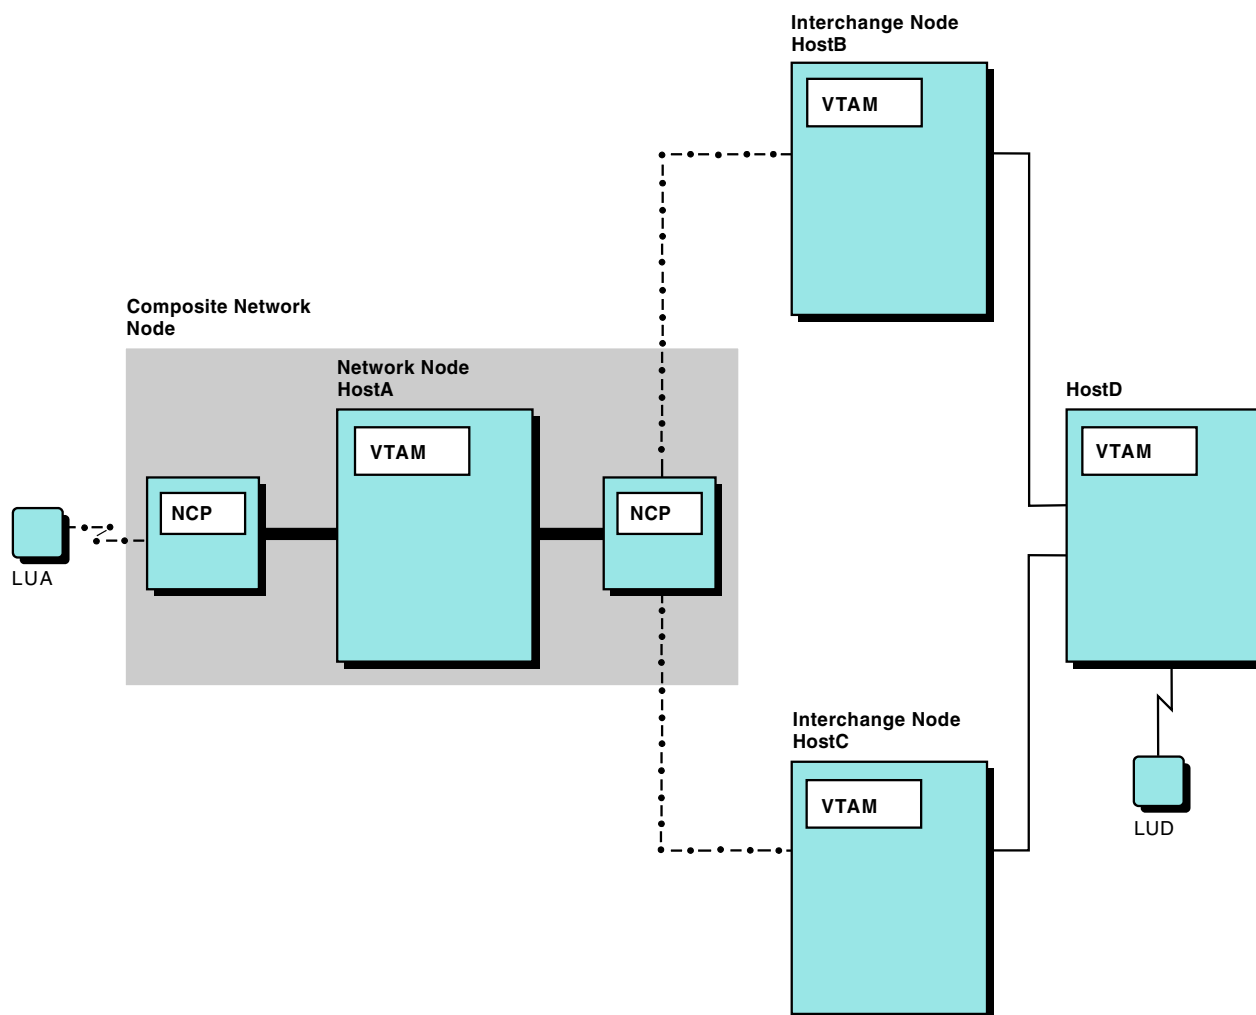 Interchange Node
HostB
VTAM
Composite Network
Node
Network Node
HostA
VTAM
HostD
VTAM
NCP
NCP
LUA
Interchange Node
HostC
VTAM
LUD